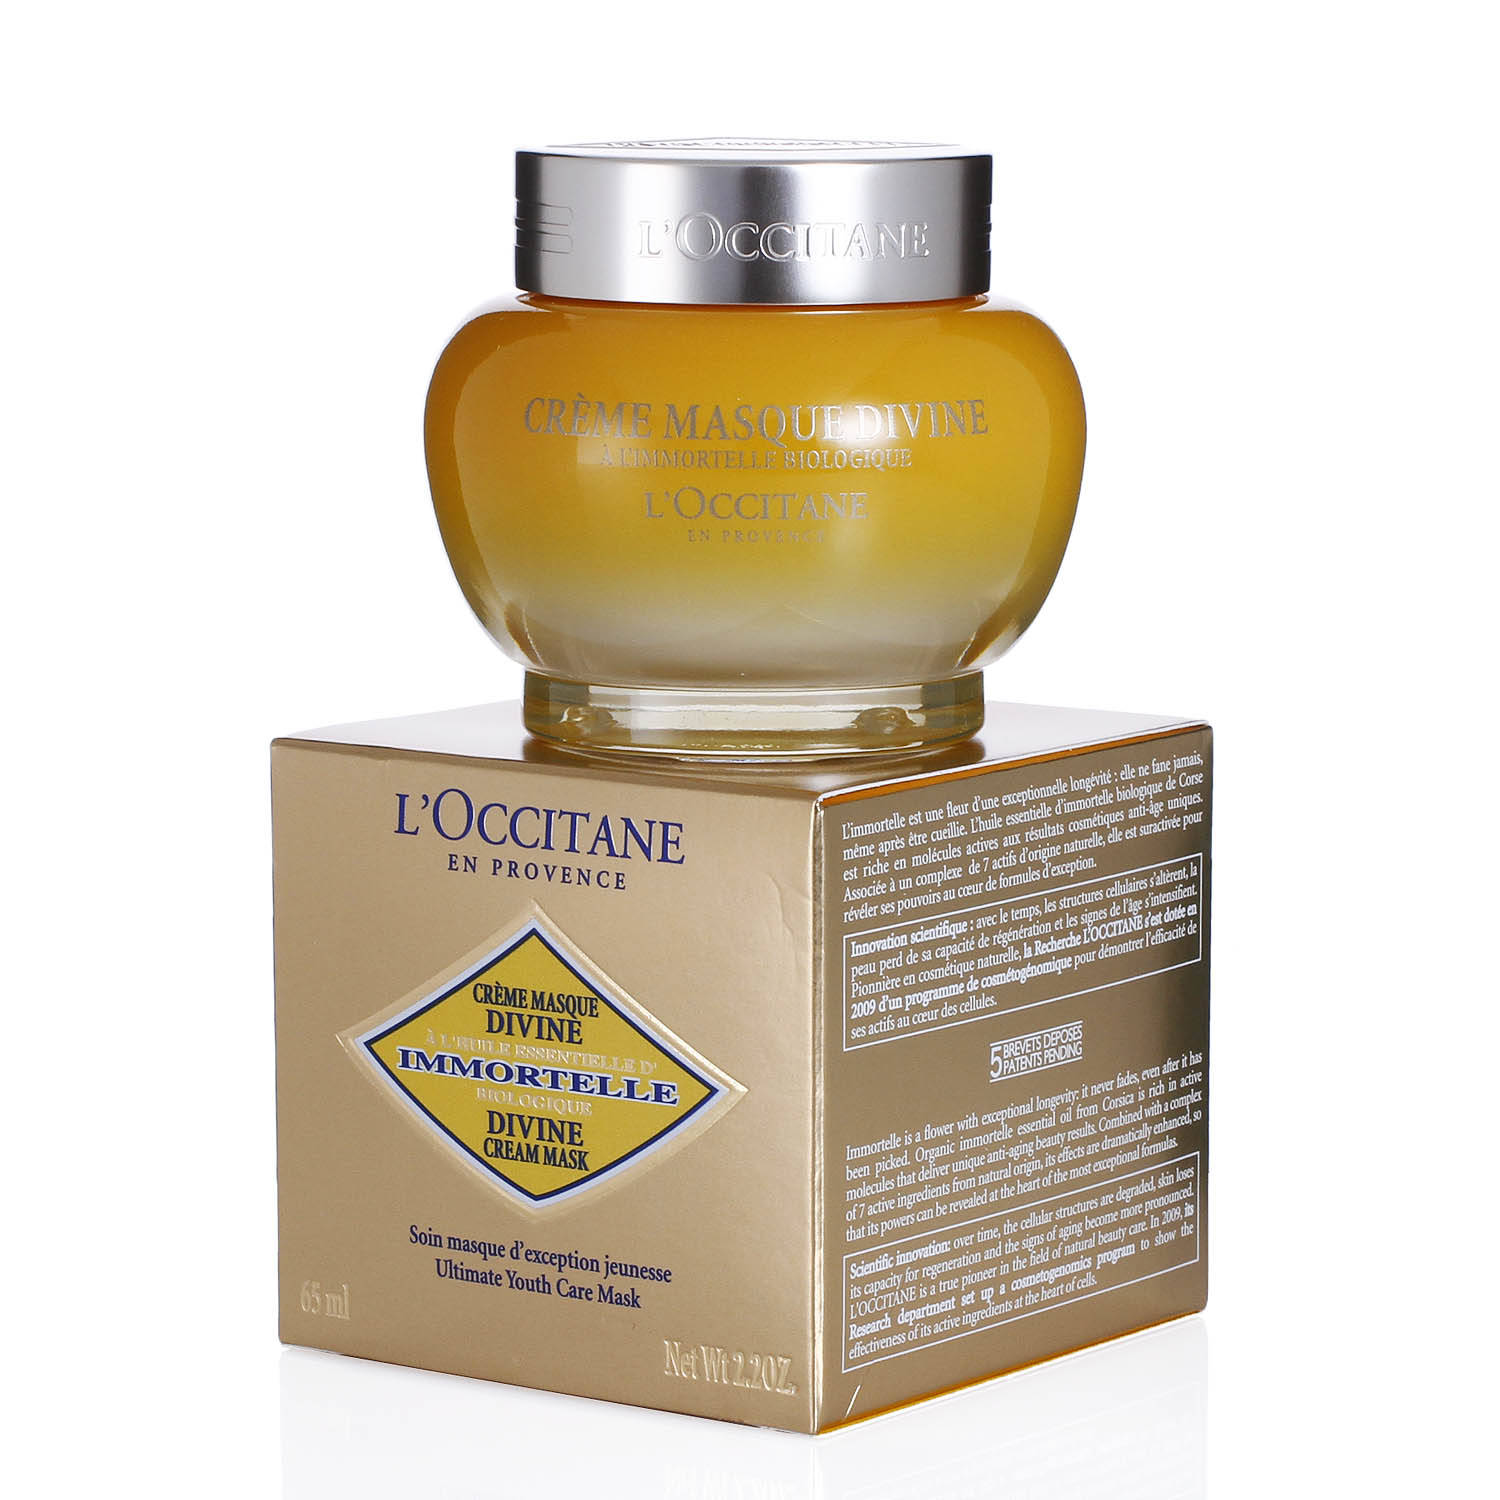 L'OCCITANE
CRÈME MASQUE DIVINE
À L'IMMORTELLE BIOLOGIQUE
L'OCCITANE
EN PROVENCE
L'OCCITANE
EN PROVENCE
CRÈME MASQUE
DIVINE
À L'HUILE ESSENTIELLE D'
IMMORTELLE
BIOLOGIQUE
DIVINE
CREAM MASK
Soin masque d'exception jeunesse
Ultimate Youth Care Mask
65 ml
Net Wt 2.2OZ.
L'immortelle est une fleur d'une exceptionnelle longévité : elle ne fane jamais,
même après être cueillie. L'huile essentielle d'immortelle biologique de Corse
est riche en molécules actives aux résultats cosmétiques anti-âge uniques.
Associée à un complexe de 7 actifs d'origine naturelle, elle est suractivée pour
révéler ses pouvoirs au cœur de formules d'exception.
Innovation scientifique : avec le temps, les structures cellulaires s'altèrent, la
peau perd de sa capacité de régénération et les signes de l'âge s'intensifient.
Pionnière en cosmétique naturelle, la Recherche L'OCCITANE s'est dotée en
2009 d'un programme de cosmétogénomique pour démontrer l'efficacité de
ses actifs au cœur des cellules.
5 BREVETS DEPOSES
PATENTS PENDING
Immortelle is a flower with exceptional longevity: it never fades, even after it has
been picked. Organic immortelle essential oil from Corsica is rich in active
molecules that deliver unique anti-aging beauty results. Combined with a complex
of 7 active ingredients from natural origin, its effects are dramatically enhanced, so
that its powers can be revealed at the heart of the most exceptional formulas.
Scientific innovation: over time, the cellular structures are degraded, skin loses
its capacity for regeneration and the signs of aging become more pronounced.
L'OCCITANE is a true pioneer in the field of natural beauty care. In 2009, its
Research department set up a cosmetogenomics program to show the
effectiveness of its active ingredients at the heart of cells.